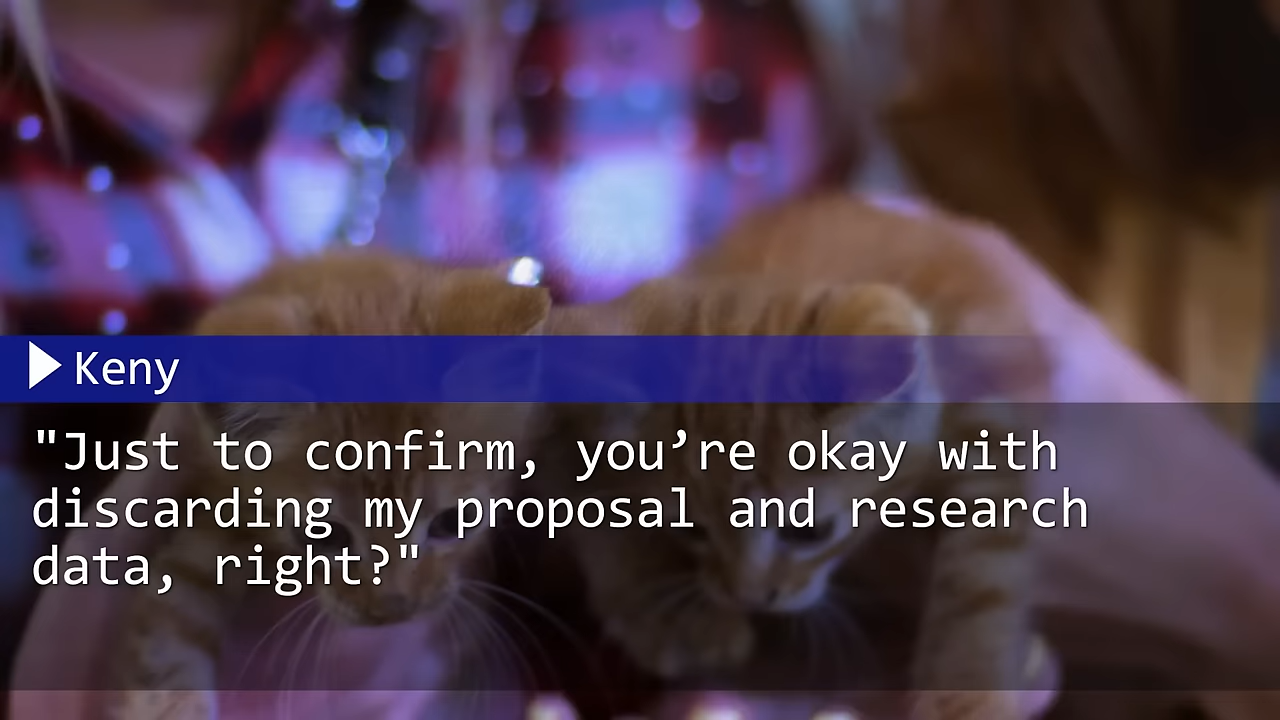 Keny
"Just to confirm, you’re okay with
discarding my proposal and research
data, right?"